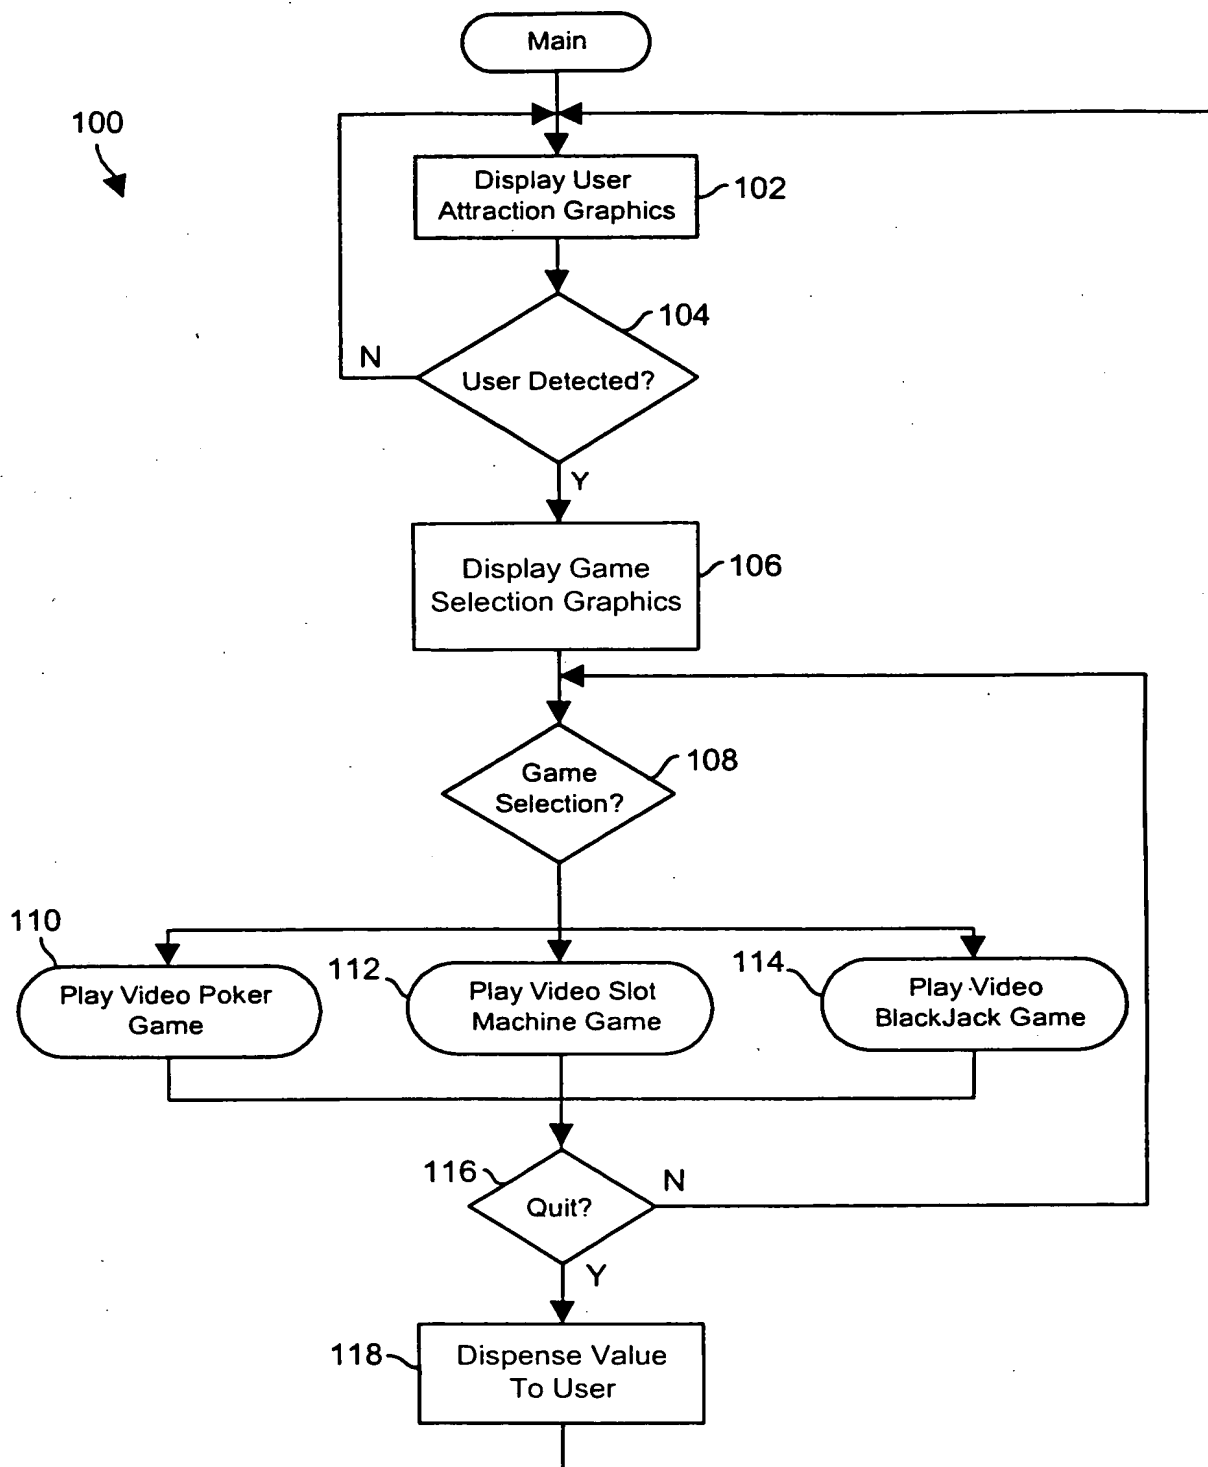 Main
100
Display User
Attraction Graphics
102
104
N
User Detected?
Y
Display Game
Selection Graphics
106
Game
Selection?
108
110
Play Video Poker
Game
112
Play Video Slot
Machine Game
114
Play Video
BlackJack Game
116
Quit?
N
Y
118
Dispense Value
To User